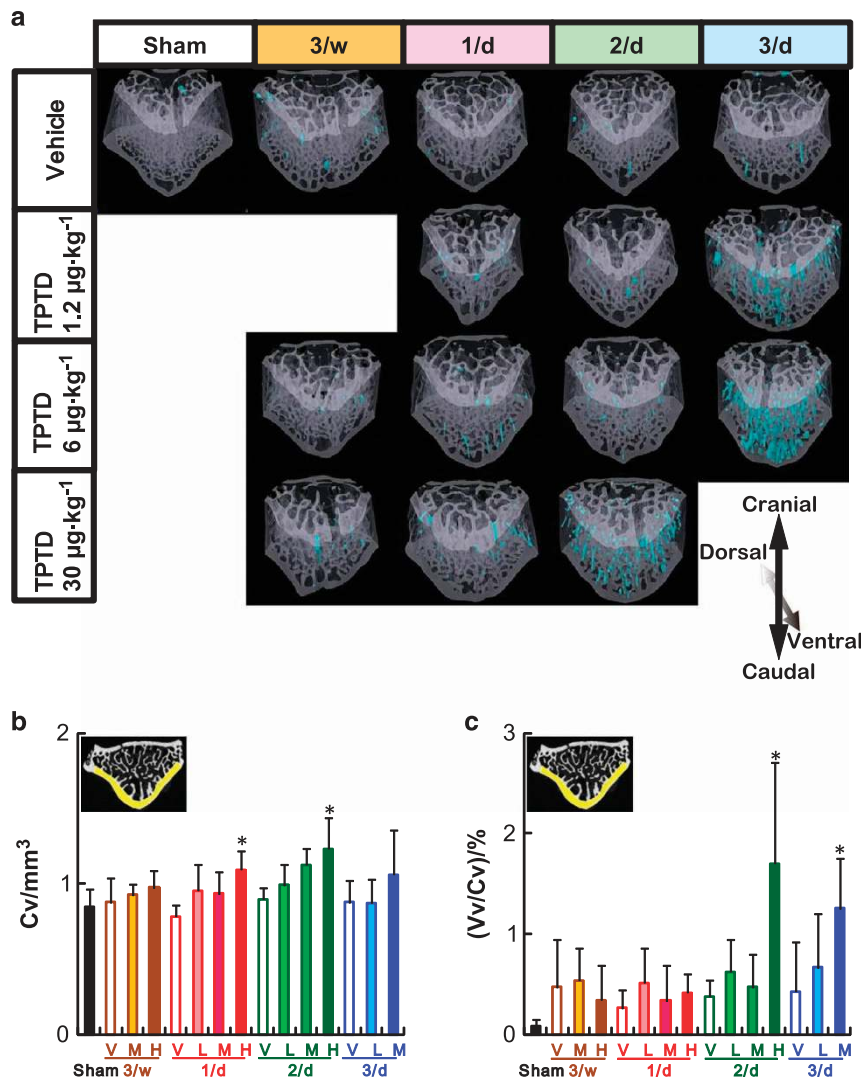 a
Sham 3/w 1/d 2/d 3/d
Vehicle
TPTD
1.2 µg·kg⁻¹
TPTD
6 µg·kg⁻¹
TPTD
30 µg·kg⁻¹
Cranial
Dorsal
Ventral
Caudal
b
2
1
0
Cv/mm³
* *
V M H V L M H V L M H V L M
Sham 3/w 1/d 2/d 3/d
c
3
2
1
0
(Vv/Cv)/%
* *
V M H V L M H V L M H V L M
Sham 3/w 1/d 2/d 3/d